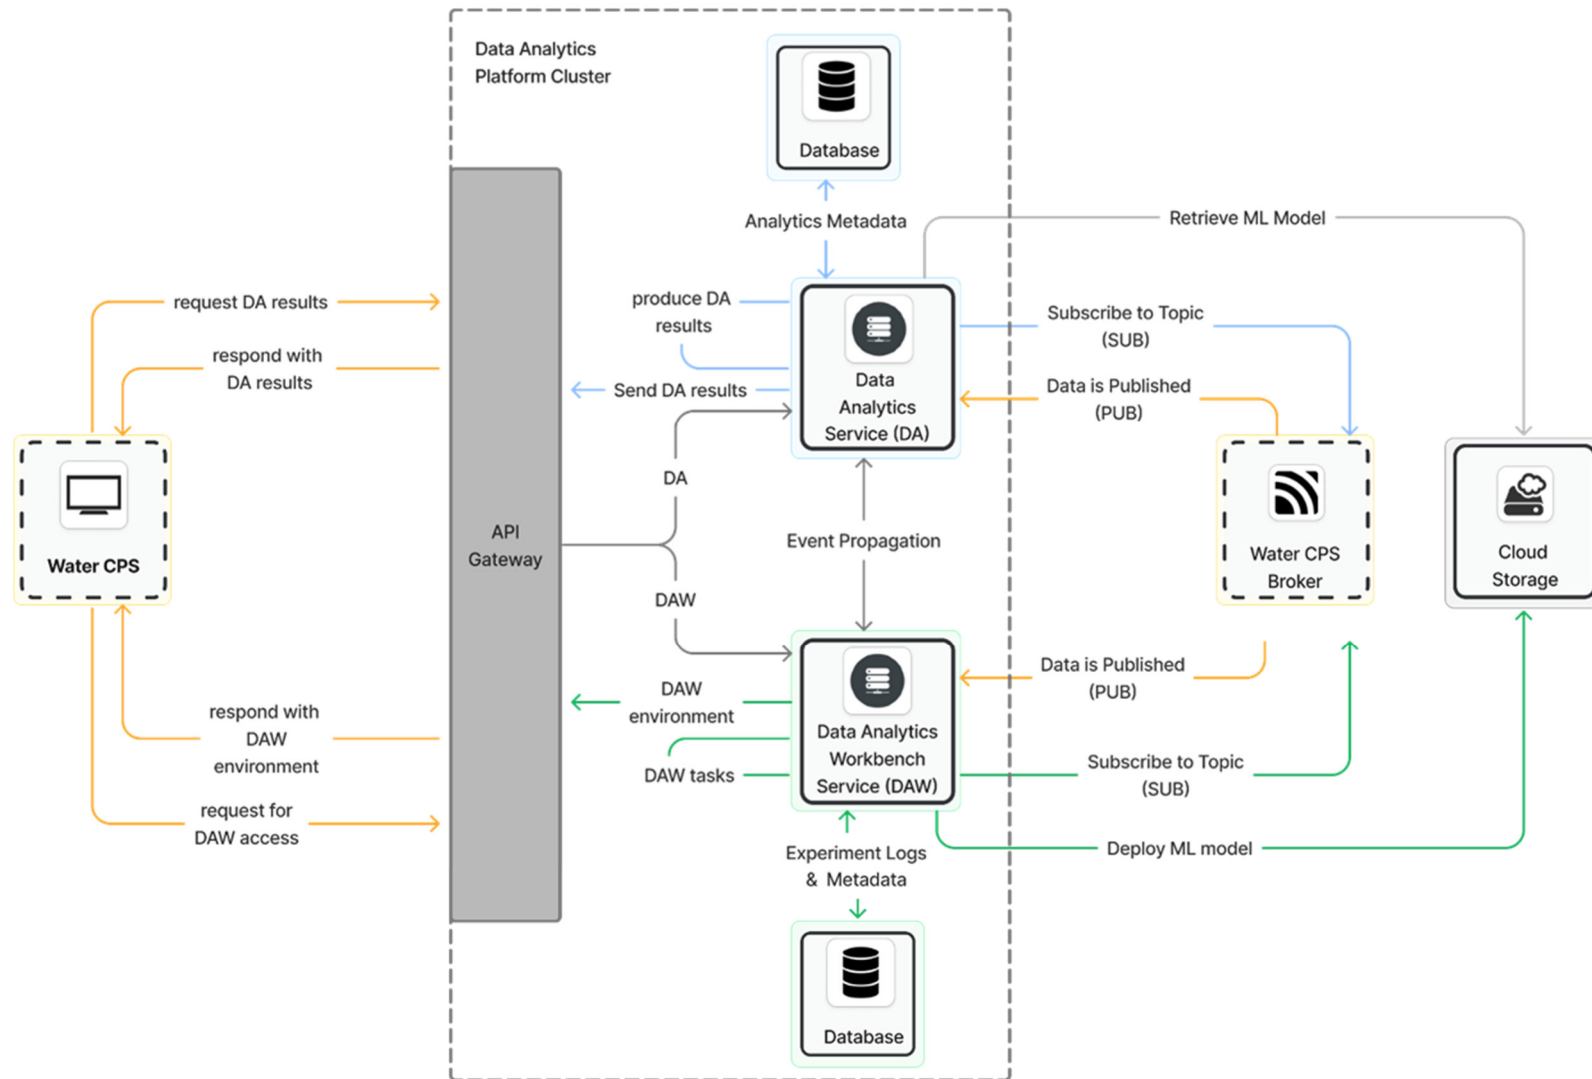 Data Analytics
Platform Cluster
Database
Analytics Metadata
Retrieve ML Model
request DA results
produce DA
results
Subscribe to Topic
(SUB)
respond with
DA results
Send DA results
Data
Analytics
Service (DA)
Data is Published
(PUB)
DA
API
Gateway
Event Propagation
Water CPS
Water CPS
Broker
Cloud
Storage
DAW
DAW
environment
Data is Published
(PUB)
respond with
DAW
environment
Data Analytics
Workbench
Service (DAW)
DAW tasks
Subscribe to Topic
(SUB)
request for
DAW access
Experiment Logs
& Metadata
Deploy ML model
Database